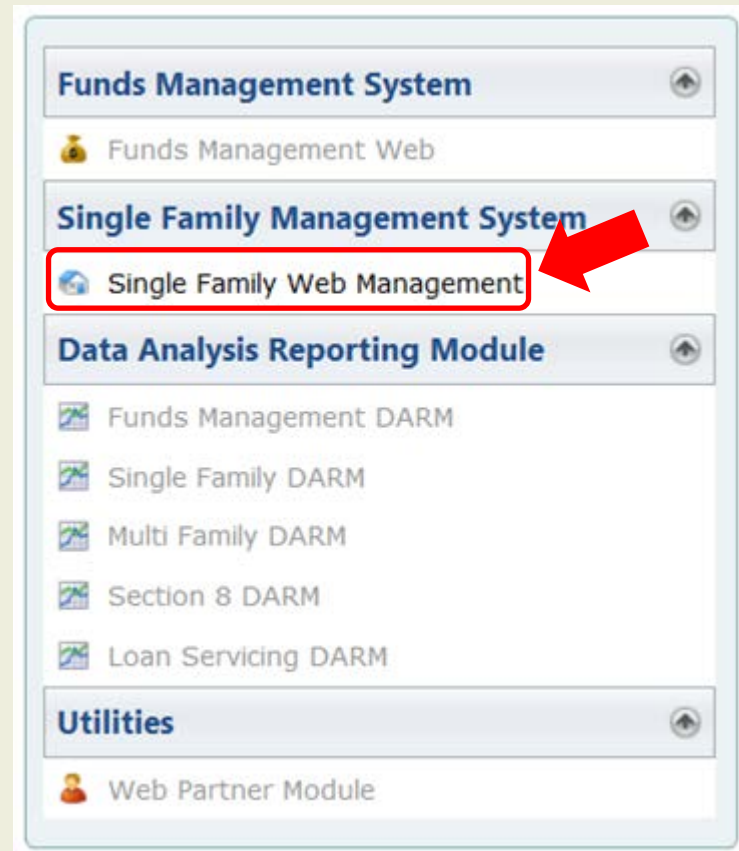 Funds Management System
Funds Management Web
Single Family Management System
Single Family Web Management
Data Analysis Reporting Module
Funds Management DARM
Single Family DARM
Multi Family DARM
Section 8 DARM
Loan Servicing DARM
Utilities
Web Partner Module